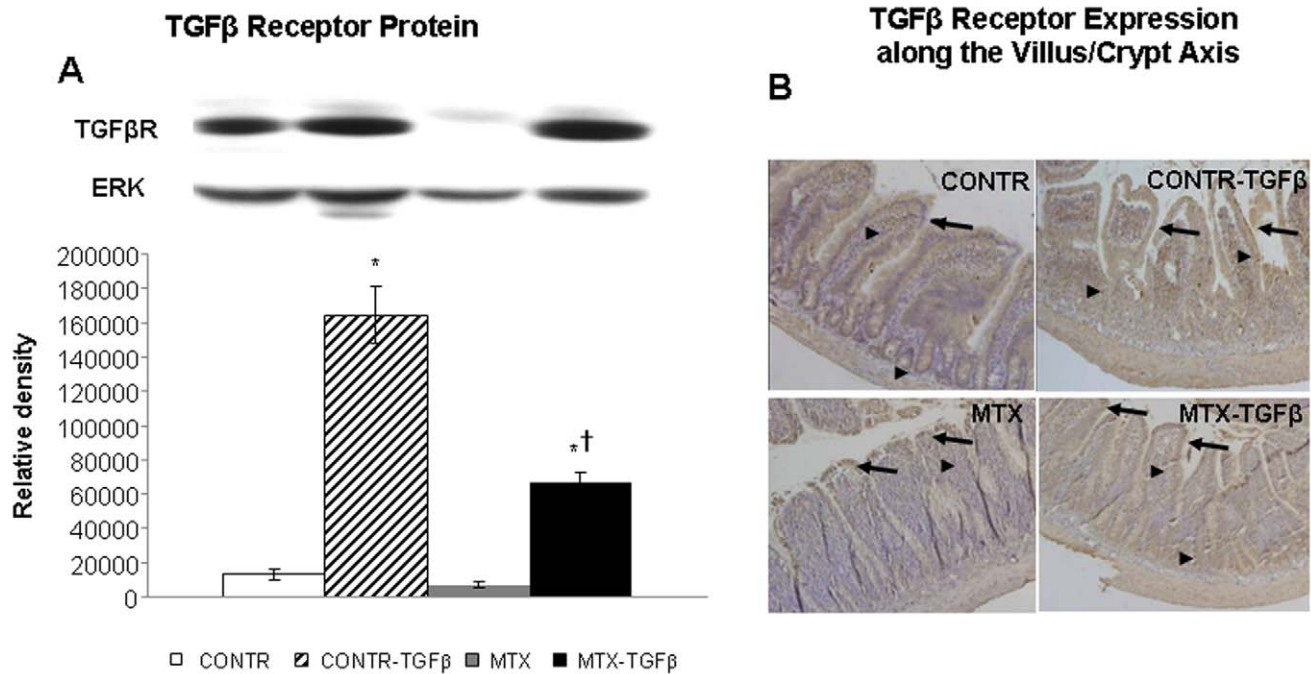 TGFβ Receptor Protein
A
TGFβR
ERK
Relative density
200000
180000
160000
140000
120000
100000
80000
60000
40000
20000
0
*
*†
CONTR CONTR-TGFβ MTX MTX-TGFβ
TGFβ Receptor Expression
along the Villus/Crypt Axis
B
CONTR
CONTR-TGFβ
MTX
MTX-TGFβ